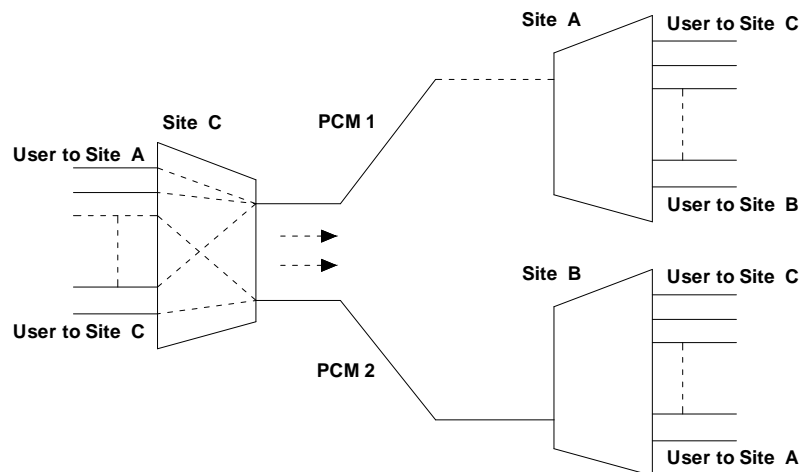 Site A
User to Site C
PCM 1
Site C
User to Site A
User to Site B
Site B
User to Site C
User to Site C
PCM 2
User to Site A